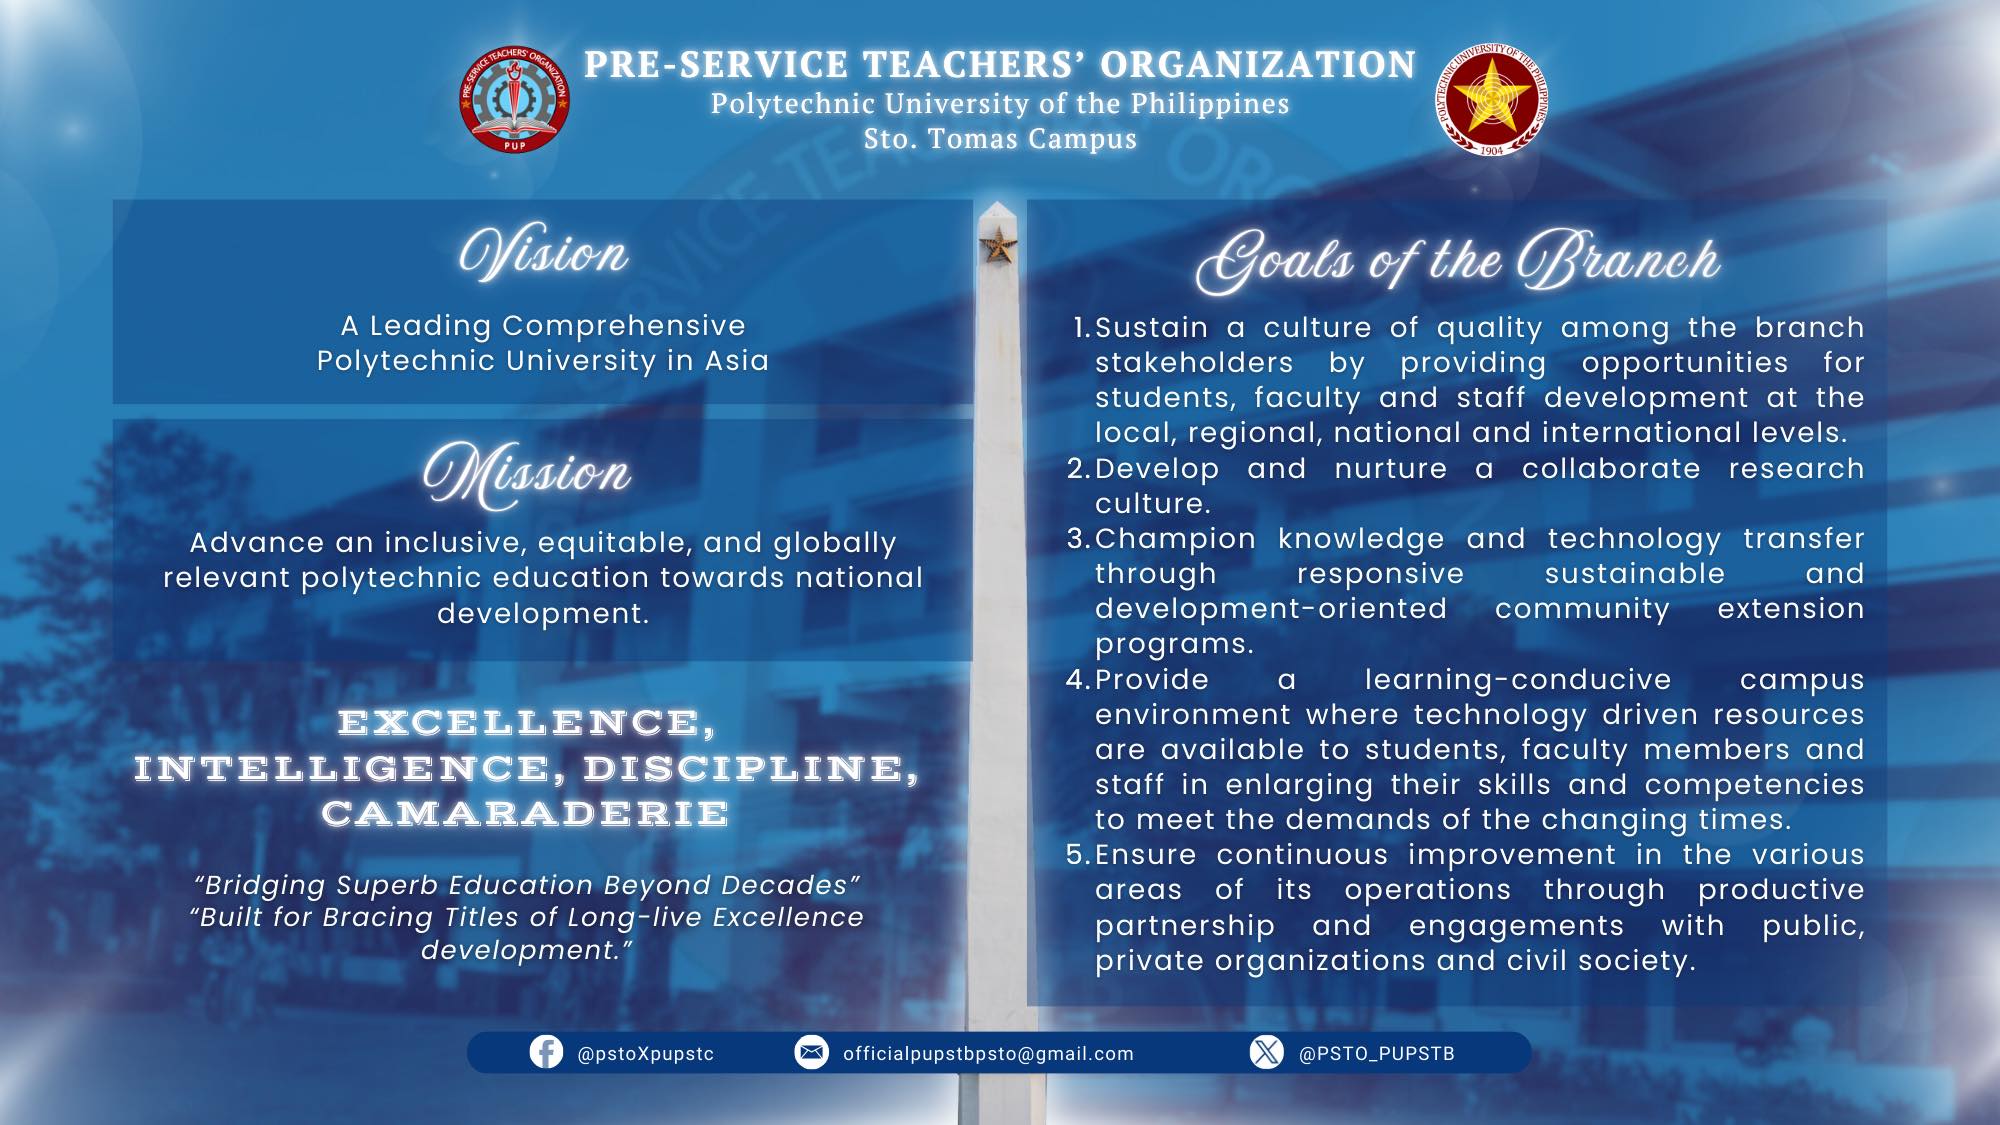 PRE-SERVICE TEACHERS' ORGANIZATION
PUP
PRE-SERVICE TEACHERS’ ORGANIZATION
Polytechnic University of the Philippines
Sto. Tomas Campus
POLYTECHNIC UNIVERSITY OF THE PHILIPPINES
1904
Vision
A Leading Comprehensive
Polytechnic University in Asia
Mission
Advance an inclusive, equitable, and globally
relevant polytechnic education towards national
development.
EXCELLENCE,
INTELLIGENCE, DISCIPLINE,
CAMARADERIE
“Bridging Superb Education Beyond Decades”
“Built for Bracing Titles of Long-live Excellence
development.”
Goals of the Branch
1. Sustain a culture of quality among the branch
stakeholders by providing opportunities for
students, faculty and staff development at the
local, regional, national and international levels.
2. Develop and nurture a collaborate research
culture.
3. Champion knowledge and technology transfer
through responsive sustainable and
development-oriented community extension
programs.
4. Provide a learning-conducive campus
environment where technology driven resources
are available to students, faculty members and
staff in enlarging their skills and competencies
to meet the demands of the changing times.
5. Ensure continuous improvement in the various
areas of its operations through productive
partnership and engagements with public,
private organizations and civil society.
@pstoXpupstc
officialpupstbpsto@gmail.com
@PSTO_PUPSTB